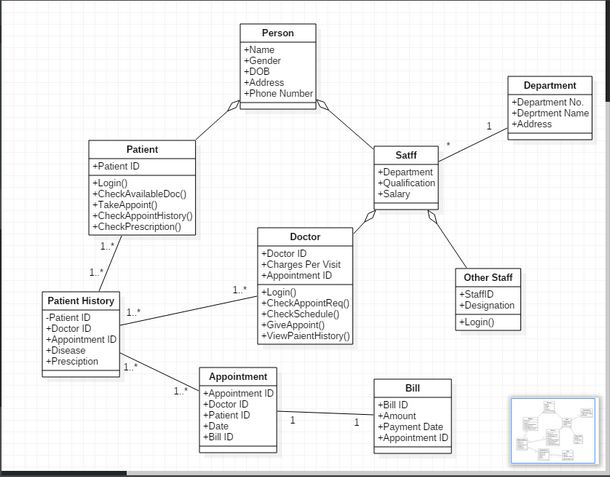 Person
+Name
+Gender
+DOB
+Address
+Phone Number
Department
+Department No.
+Deprtment Name
+Address
1
*
Patient
+Patient ID
+Login()
+CheckAvailableDoc()
+TakeAppoint()
+CheckAppointHistory()
+CheckPrescription()
Satff
+Department
+Qualification
+Salary
1..*
1..*
Doctor
+Doctor ID
+Charges Per Visit
+Appointment ID
+Login()
+CheckAppointReq()
+CheckSchedule()
+GiveAppoint()
+ViewPaientHistory()
Other Staff
+StaffID
+Designation
+Login()
1..*
1..*
Patient History
-Patient ID
+Doctor ID
+Appointment ID
+Disease
+Presciption
1..*
1..*
Appointment
+Appointment ID
+Doctor ID
+Patient ID
+Date
+Bill ID
1
1
Bill
+Bill ID
+Amount
+Payment Date
+Appointment ID